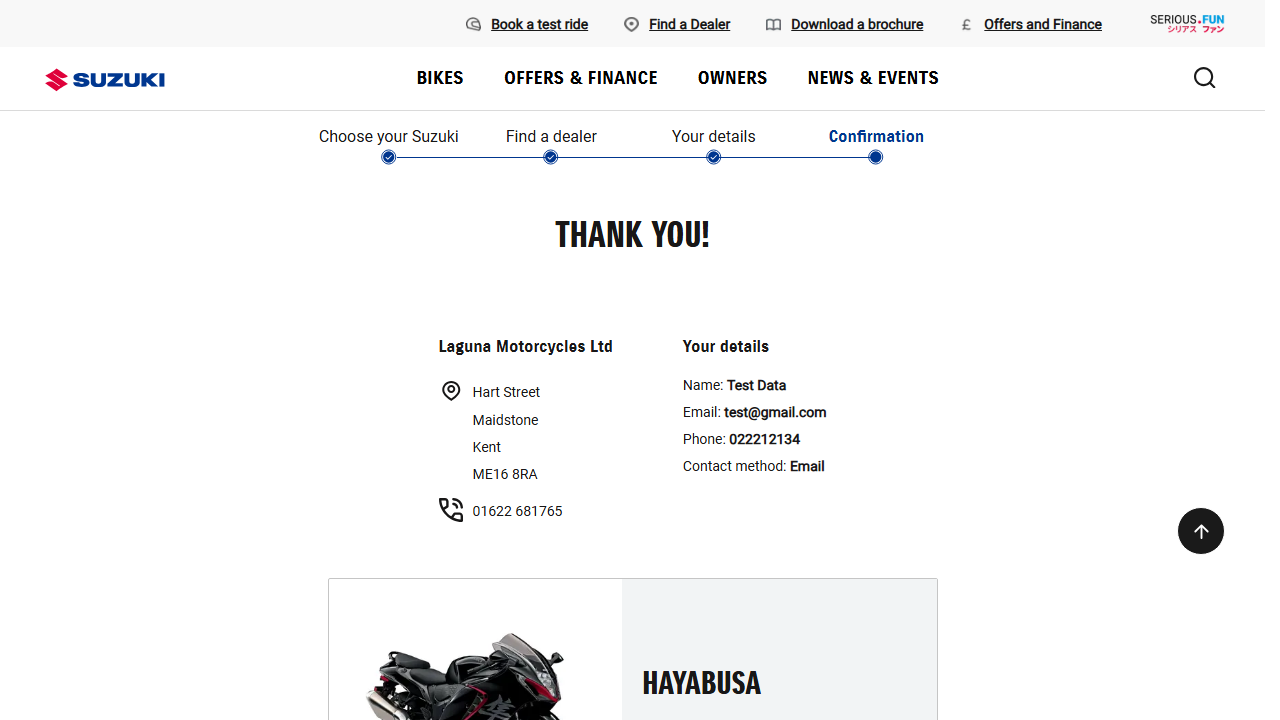 Book a test ride
Find a Dealer
Download a brochure
£ Offers and Finance
SERIOUS.FUN
シリアス ファン
SUZUKI
BIKES
OFFERS & FINANCE
OWNERS
NEWS & EVENTS
Choose your Suzuki
Find a dealer
Your details
Confirmation
THANK YOU!
Laguna Motorcycles Ltd
Hart Street
Maidstone
Kent
ME16 8RA
01622 681765
Your details
Name: Test Data
Email: test@gmail.com
Phone: 022212134
Contact method: Email
HAYABUSA